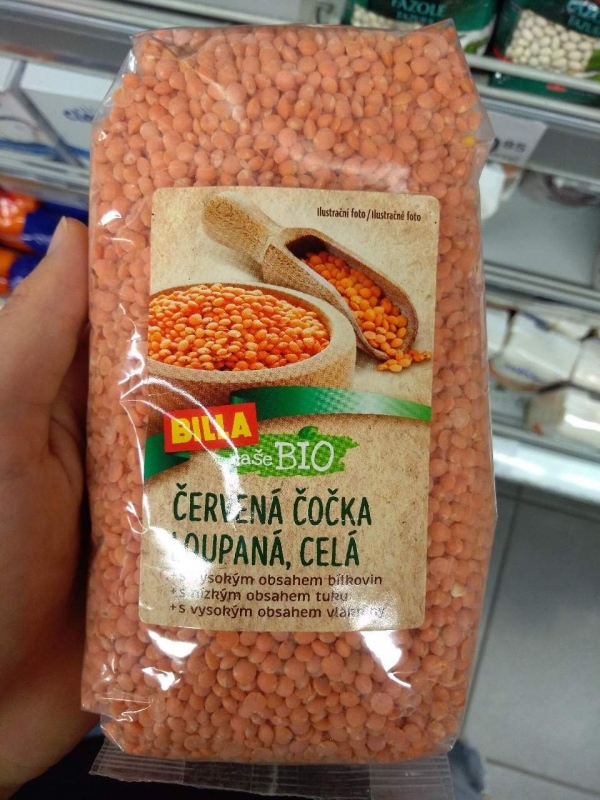 FAZOLE
ilustrační foto/ilustračné foto
BILLA
naše BIO
ČERVENÁ ČOČKA
LOUPANÁ, CELÁ
+s vysokým obsahem bílkovin
+s nízkým obsahem tuku
+s vysokým obsahem vlákniny